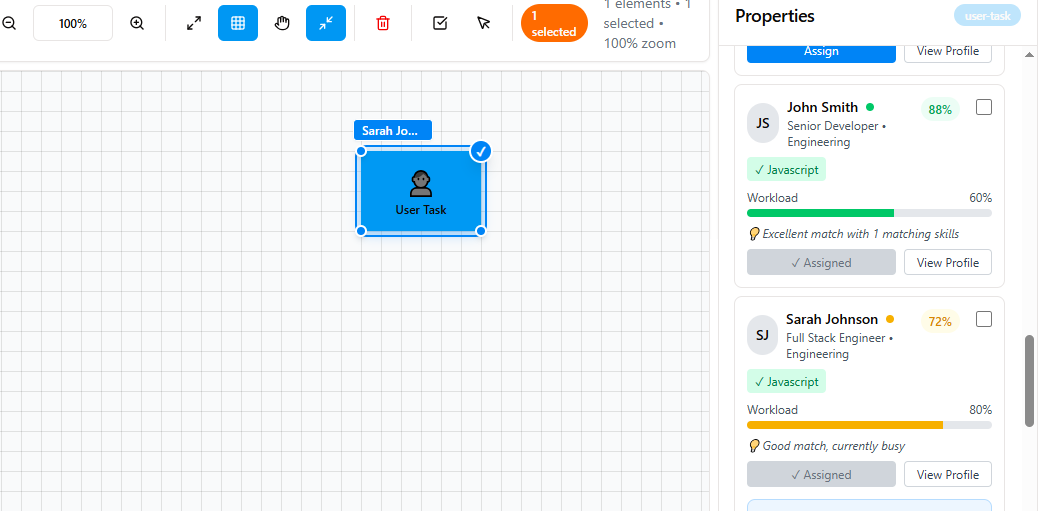 100%
1
selected
1 elements • 1
selected •
100% zoom
Sarah Jo...
User Task
Properties
user-task
Assign
View Profile
JS
John Smith
88%
Senior Developer •
Engineering
✓ Javascript
Workload
60%
Excellent match with 1 matching skills
✓ Assigned
View Profile
SJ
Sarah Johnson
72%
Full Stack Engineer •
Engineering
✓ Javascript
Workload
80%
Good match, currently busy
✓ Assigned
View Profile